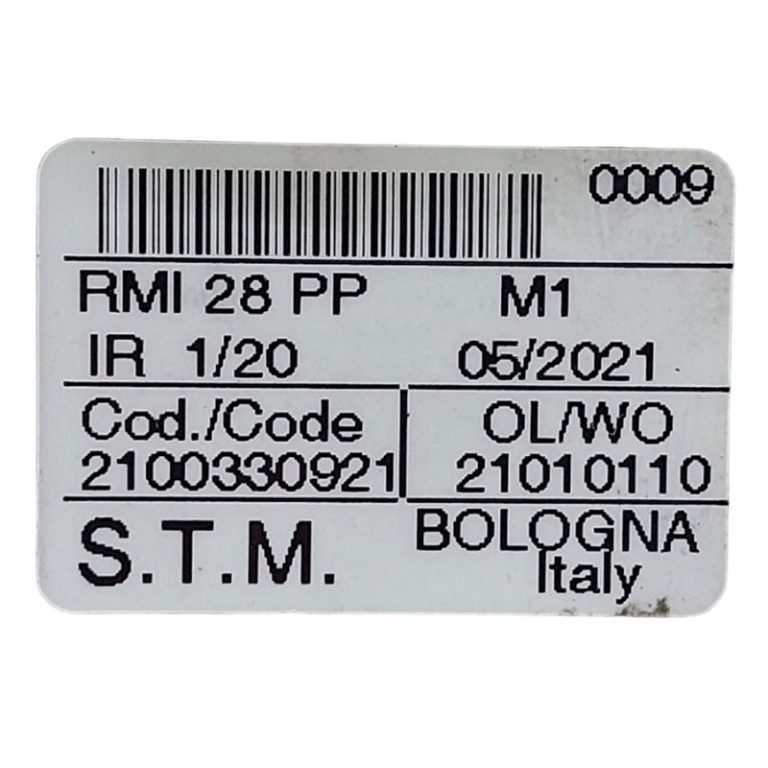 0009
RMI 28 PP M1
IR 1/20 05/2021
Cod./Code OL/WO
2100330921 21010110
S.T.M. BOLOGNA
Italy